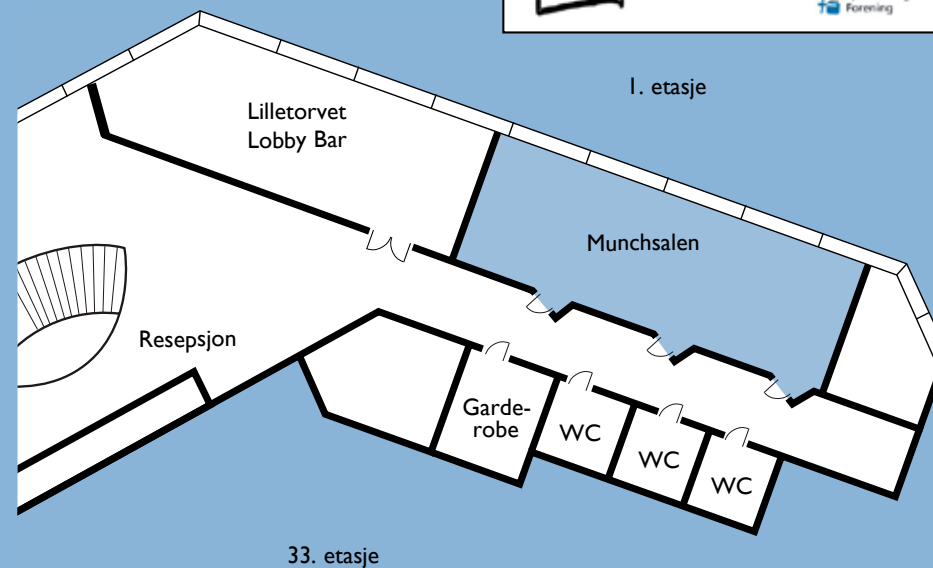 Forening
1. etasje
Lilletorvet
Lobby Bar
Munchsalen
Resepsjon
Garde-
robe
WC
WC
WC
33. etasje